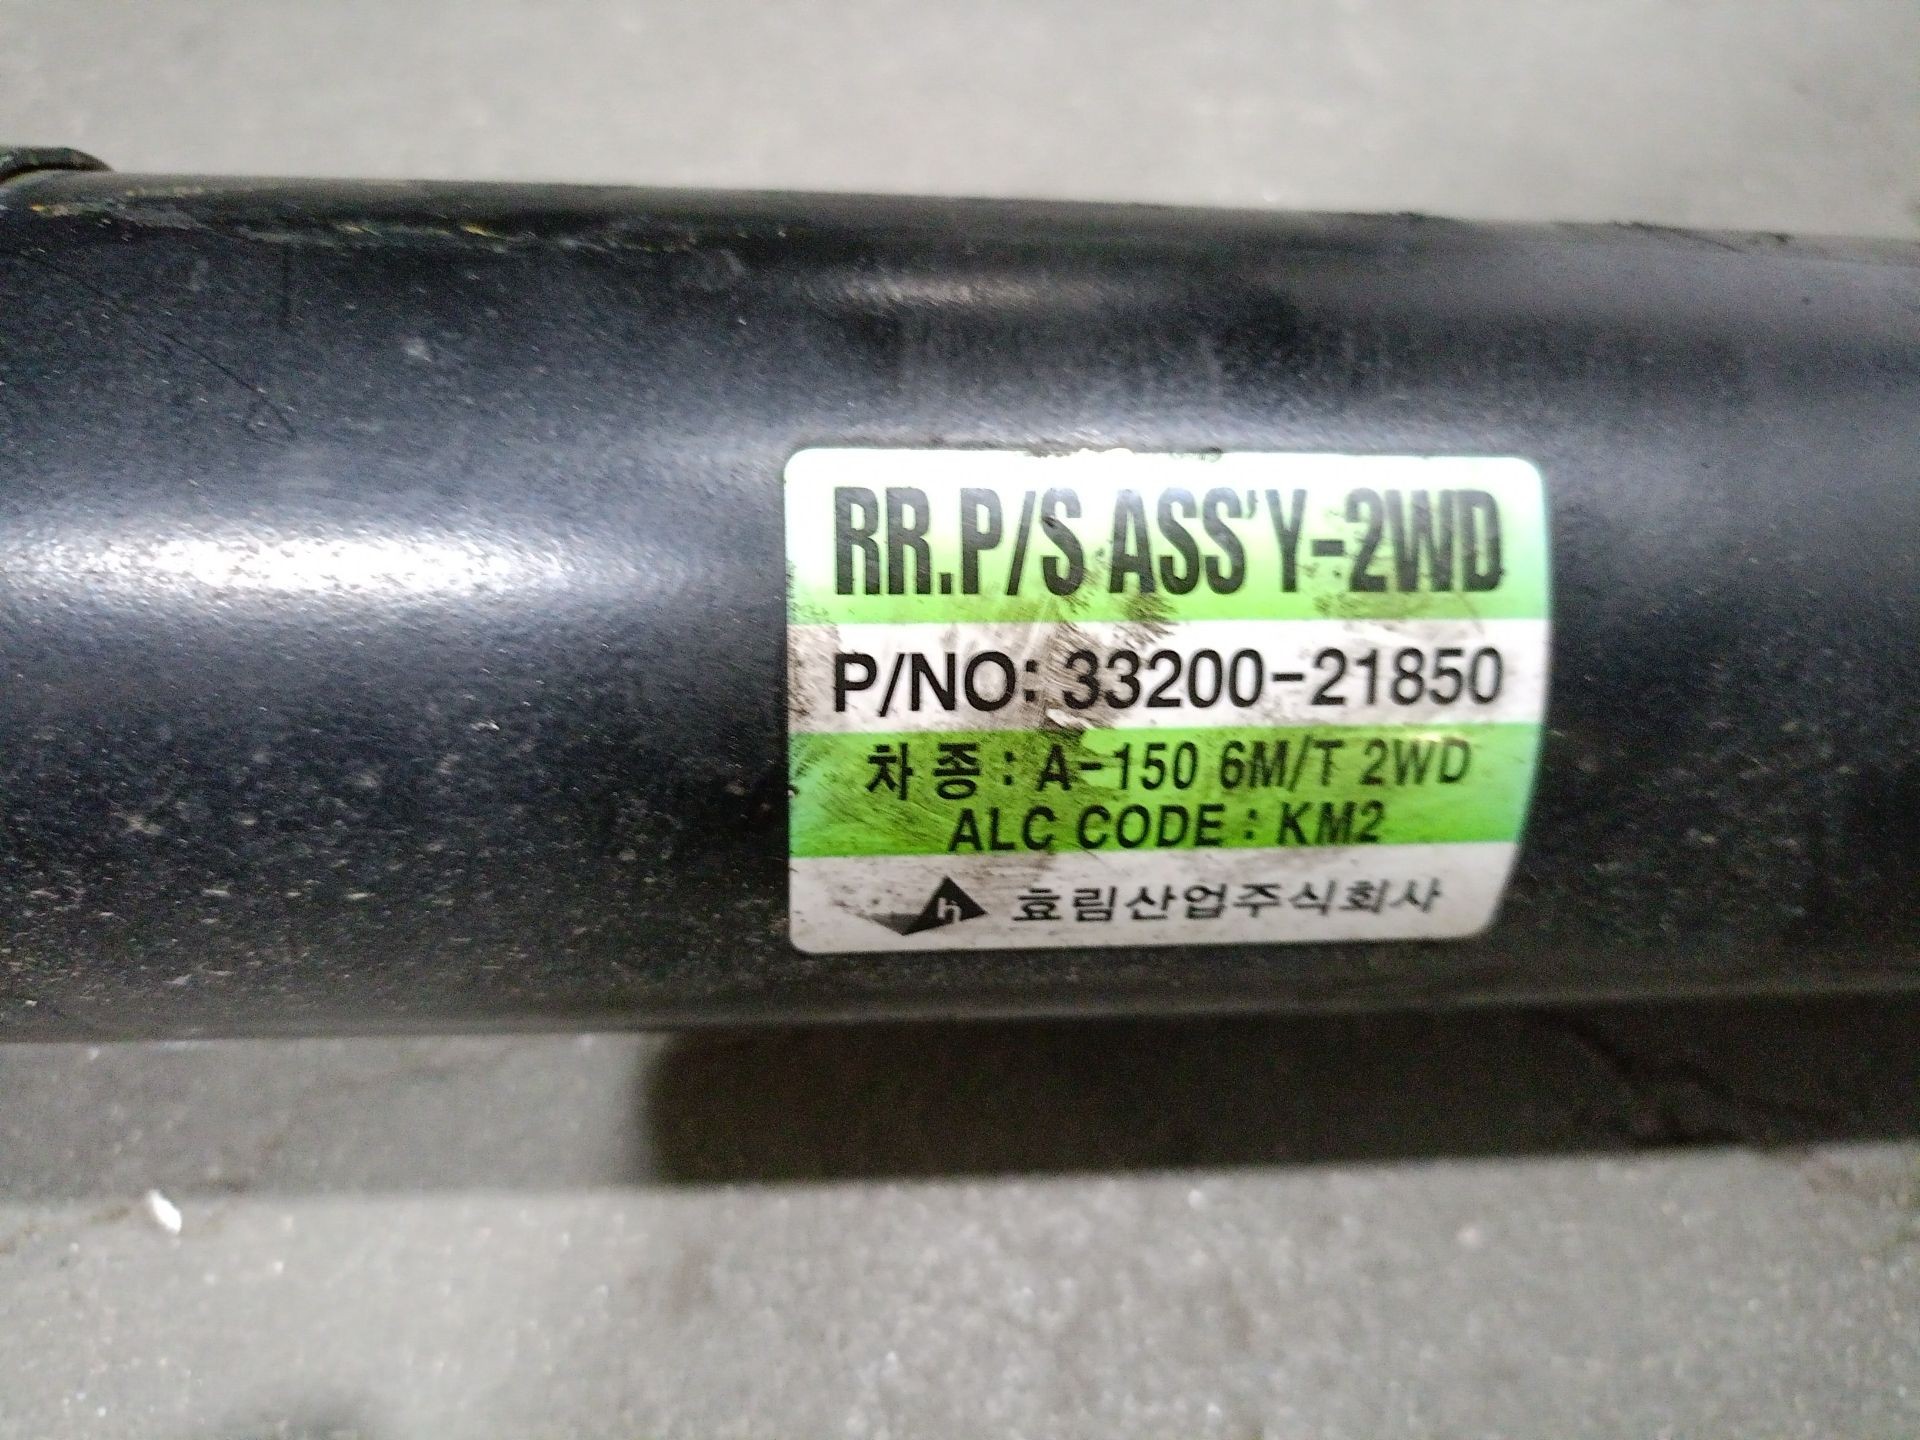 RR.P/S ASS'Y-2WD
P/NO: 33200-21850
차 종 : A-150 6M/T 2WD
ALC CODE : KM2
h 효림산업주식회사